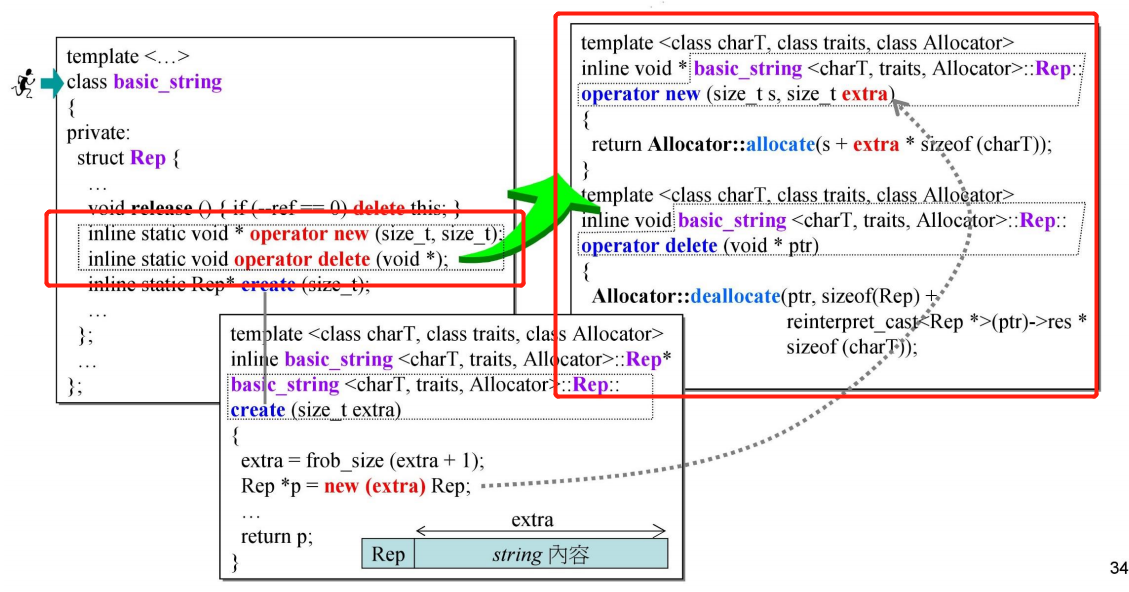 template <…>
class basic_string
{
private:
struct Rep {
…
void release () { if (--ref == 0) delete this; }
inline static void * operator new (size_t, size_t);
inline static void operator delete (void *);
inline static Rep* create (size_t);
…
};
…
};
template <class charT, class traits, class Allocator>
inline basic_string <charT, traits, Allocator>::Rep*
basic_string <charT, traits, Allocator>::Rep::
create (size_t extra)
{
extra = frob_size (extra + 1);
Rep *p = new (extra) Rep;
…
return p;
}
extra
Rep
string 內容
template <class charT, class traits, class Allocator>
inline void * basic_string <charT, traits, Allocator>::Rep::
operator new (size_t s, size_t extra)
{
return Allocator::allocate(s + extra * sizeof (charT));
}
template <class charT, class traits, class Allocator>
inline void basic_string <charT, traits, Allocator>::Rep::
operator delete (void * ptr)
{
Allocator::deallocate(ptr, sizeof(Rep) +
reinterpret_cast<Rep *>(ptr)->res *
sizeof (charT));
34